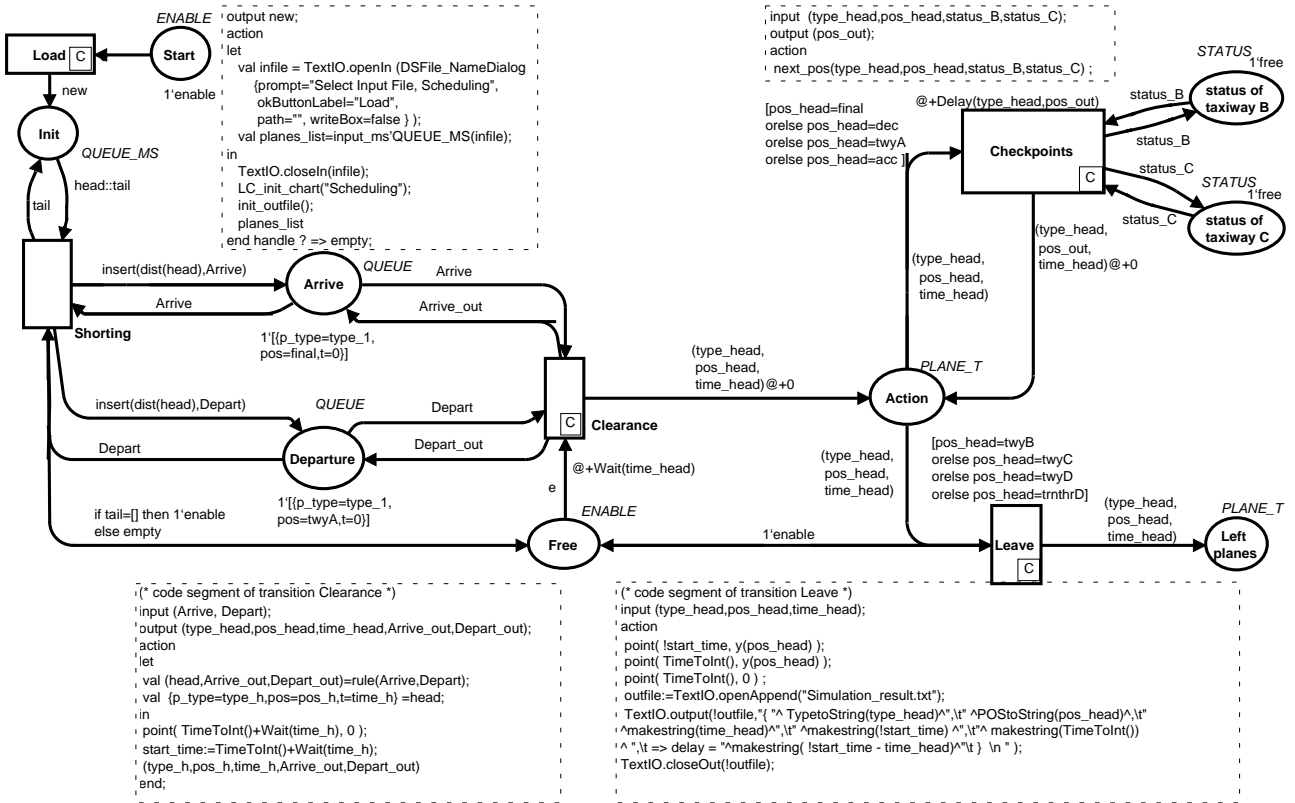 ENABLE
Load
C
Start
new
1'enable
Init
QUEUE_MS
head::tail
tail
output new;
action
let
val infile = TextIO.openIn (DSFile_NameDialog
{prompt="Select Input File, Scheduling",
okButtonLabel="Load",
path="", writeBox=false } );
val planes_list=input_ms'QUEUE_MS(infile);
in
TextIO.closeIn(infile);
LC_init_chart("Scheduling");
init_outfile();
planes_list
end handle ? => empty;
input (type_head,pos_head,status_B,status_C);
output (pos_out);
action
next_pos(type_head,pos_head,status_B,status_C) ;
STATUS
1'free
status of
taxiway B
status_B
status_B
@+Delay(type_head,pos_out)
[pos_head=final
orelse pos_head=dec
orelse pos_head=twyA
orelse pos_head=acc ]
Checkpoints
C
status_C
STATUS
1'free
status_C
status of
taxiway C
(type_head,
pos_out,
time_head)@+0
(type_head,
pos_head,
time_head)
insert(dist(head),Arrive)
QUEUE
Arrive
Arrive
Arrive
Arrive_out
Shorting
1'[{p_type=type_1,
pos=final,t=0}]
(type_head,
pos_head,
time_head)@+0
PLANE_T
Action
insert(dist(head),Depart)
QUEUE
Depart
C
Clearance
Depart
Departure
Depart_out
1'[{p_type=type_1,
pos=twyA,t=0}]
@+Wait(time_head)
e
(type_head,
pos_head,
time_head)
[pos_head=twyB
orelse pos_head=twyC
orelse pos_head=twyD
orelse pos_head=trnthrD]
if tail=[] then 1'enable
else empty
ENABLE
Free
1'enable
Leave
C
(type_head,
pos_head,
time_head)
PLANE_T
Left
planes
(* code segment of transition Clearance *)
input (Arrive, Depart);
output (type_head,pos_head,time_head,Arrive_out,Depart_out);
action
let
val (head,Arrive_out,Depart_out)=rule(Arrive,Depart);
val {p_type=type_h,pos=pos_h,t=time_h} =head;
in
point( TimeToInt()+Wait(time_h), 0 );
start_time:=TimeToInt()+Wait(time_h);
(type_h,pos_h,time_h,Arrive_out,Depart_out)
end;
(* code segment of transition Leave *)
input (type_head,pos_head,time_head);
action
point( !start_time, y(pos_head) );
point( TimeToInt(), y(pos_head) );
point( TimeToInt(), 0 ) ;
outfile:=TextIO.openAppend("Simulation_result.txt");
TextIO.output(!outfile,"{ "^ TypetoString(type_head)^",\t" ^POStoString(pos_head)^,\t"
^makestring(time_head)^",\t" ^makestring(!start_time) ^",\t"^ makestring(TimeToInt())
^ ",\t => delay = "^makestring( !start_time - time_head)^"\t } \n " );
TextIO.closeOut(!outfile);